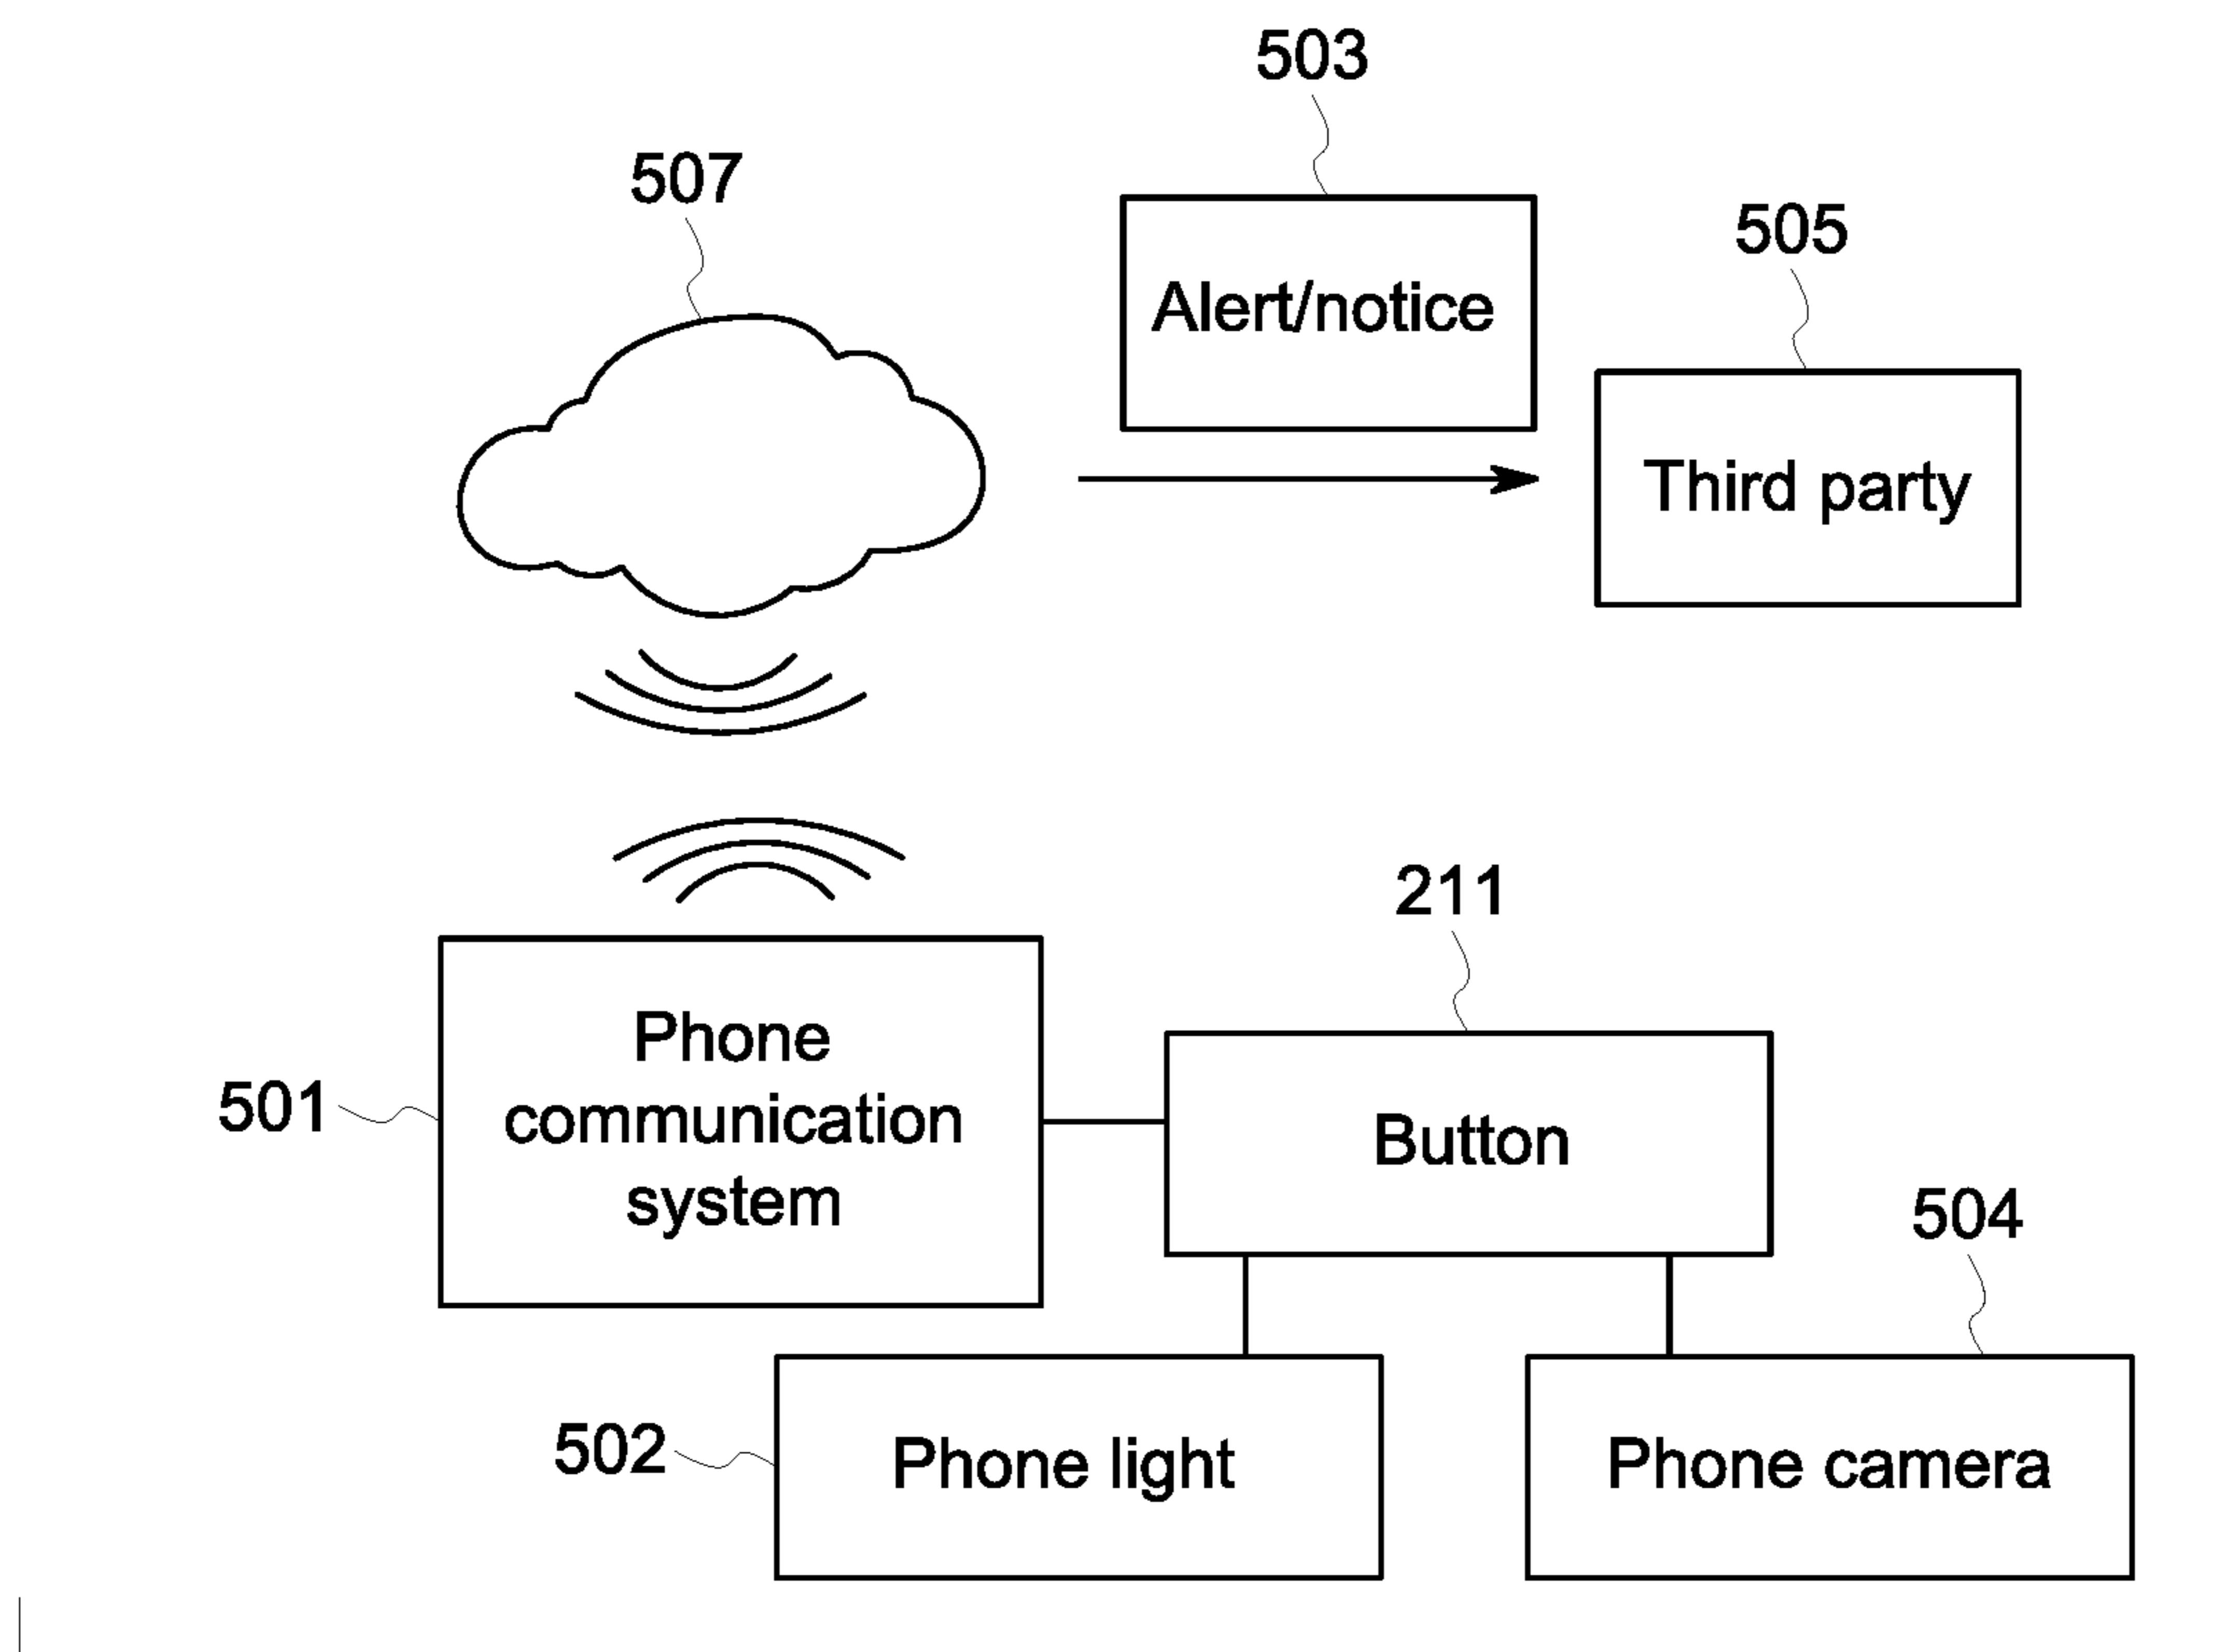 503
507
505
Alert/notice
Third party
211
Phone
communication
system
501
Button
504
502
Phone light
Phone camera